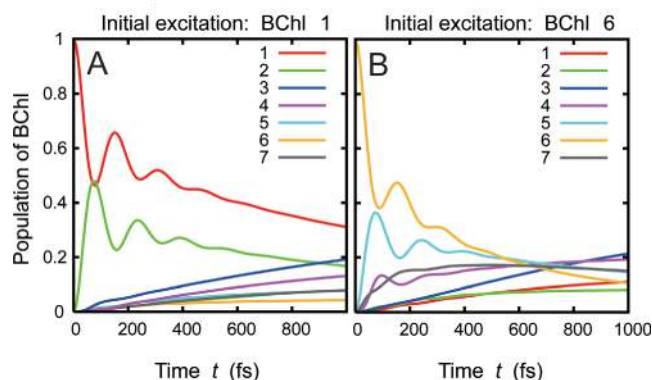 Initial excitation: BChl 1
Initial excitation: BChl 6
Population of BChl
1
0.8
0.6
0.4
0.2
0
A
1
2
3
4
5
6
7
B
1
2
3
4
5
6
7
0 200 400 600 800 0 200 400 600 800 1000
Time t (fs)
Time t (fs)